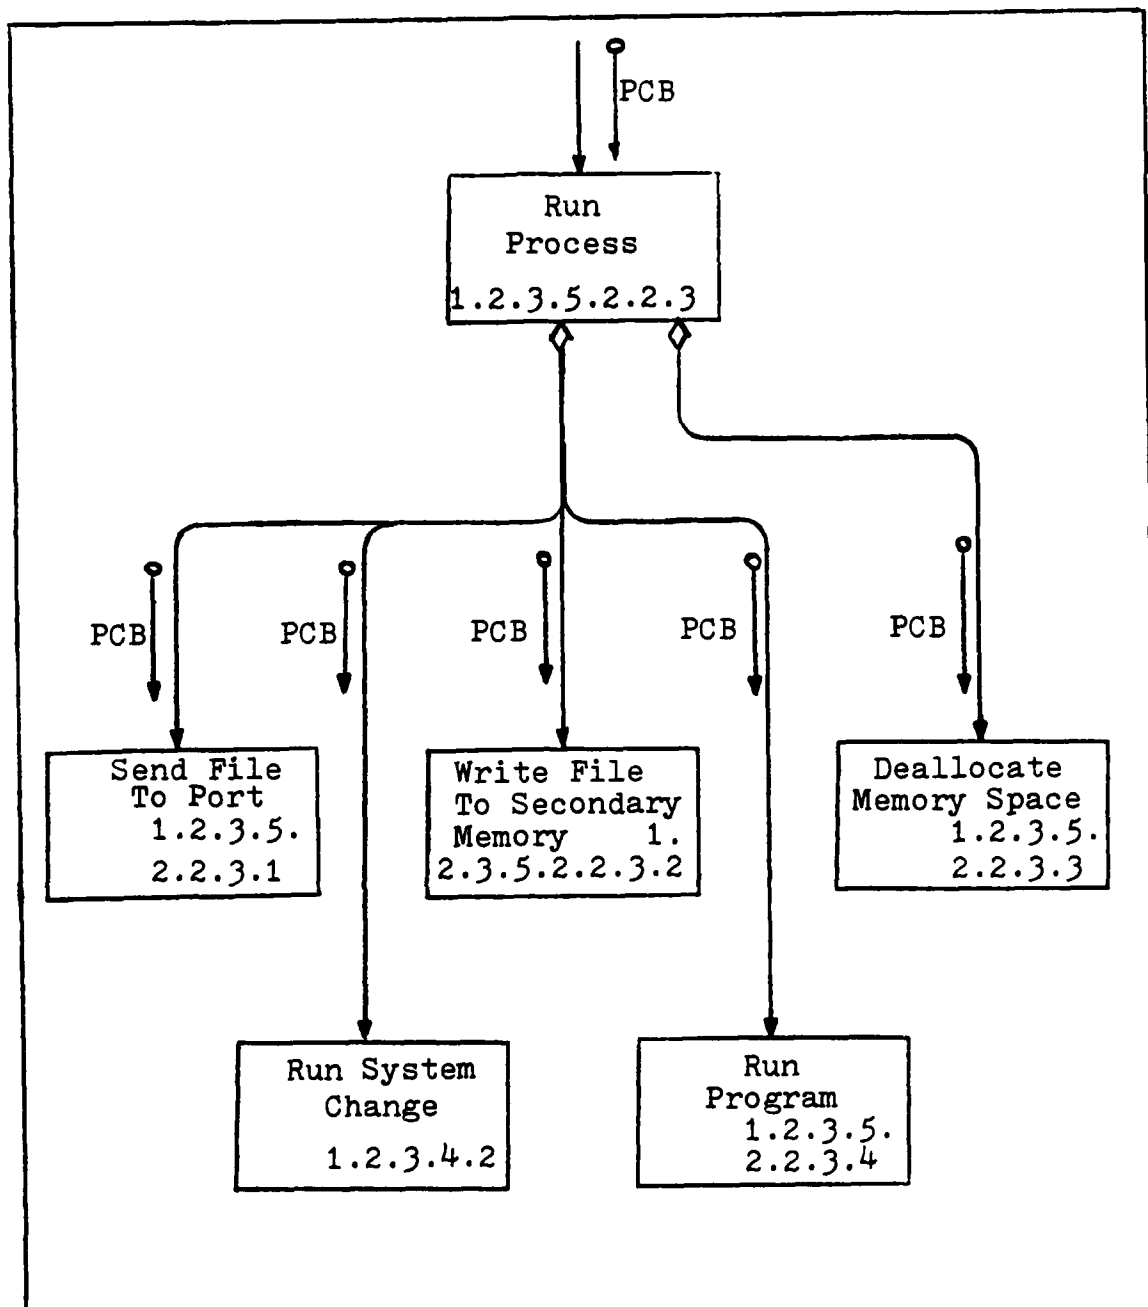 PCB
Run
Process
1.2.3.5.2.2.3
PCB
PCB
PCB
PCB
PCB
Send File
To Port
1.2.3.5.
2.2.3.1
Write File
To Secondary
Memory 1.
2.3.5.2.2.3.2
Deallocate
Memory Space
1.2.3.5.
2.2.3.3
Run System
Change
1.2.3.4.2
Run
Program
1.2.3.5.
2.2.3.4